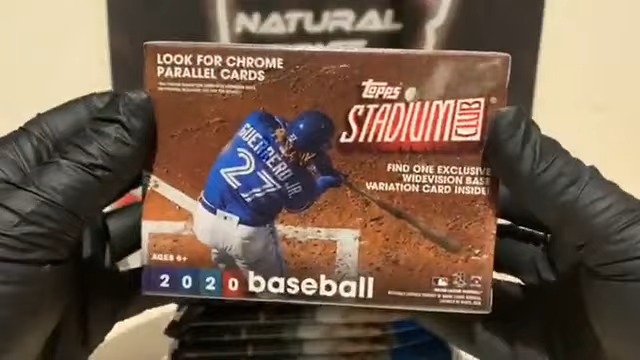 NATURAL
LOOK FOR CHROME
PARALLEL CARDS
Topps
STADIUM
CLUB
GUERRERO JR.
27
FIND ONE EXCLUSIVE
WIDEVISION BASE
VARIATION CARD INSIDE!
AGES 6+
2020 baseball